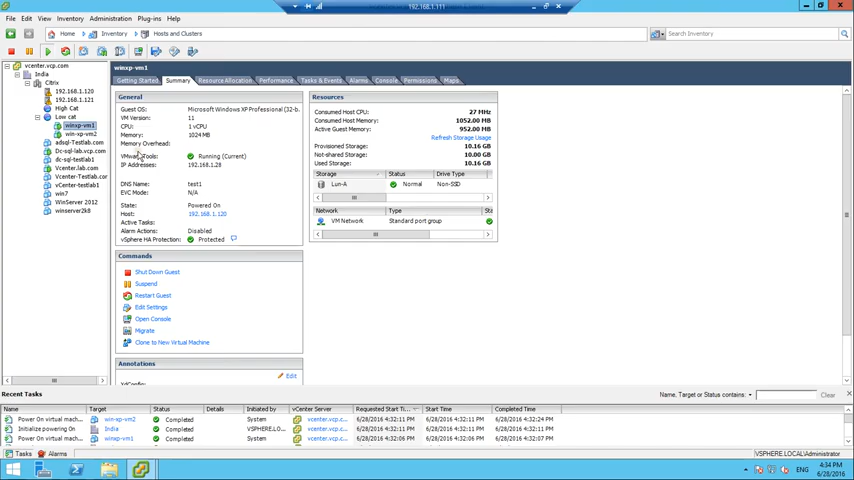 192.168.1.111
File Edit View Inventory Administration Plug-ins Help
Home Inventory Hosts and Clusters
Search Inventory
vcenter.vcp.com
India
Citrix
192.168.1.120
192.168.1.121
High Cat
Low cat
winxp-vm1
win-xp-vm2
adsql-Testlab.com
Dc-sql-lab.vcp.com
dc-sql-testlab1
Vcenter.lab.com
Vcenter-Testlab.com
vCenter-testlab1
win7
WinServer 2012
winserver2k8
winxp-vm1
Getting Started Summary Resource Allocation Performance Tasks & Events Alarms Console Permissions Maps
General
Guest OS: Microsoft Windows XP Professional (32-b.
VM Version: 11
CPU: 1 vCPU
Memory: 1024 MB
Memory Overhead:
VMware Tools: Running (Current)
IP Addresses: 192.168.1.28
DNS Name: test1
EVC Mode: N/A
State: Powered On
Host: 192.168.1.120
Active Tasks:
Alarm Actions: Disabled
vSphere HA Protection: Protected
Resources
Consumed Host CPU: 27 MHz
Consumed Host Memory: 1052.00 MB
Active Guest Memory: 952.00 MB
Refresh Storage Usage
Provisioned Storage: 10.16 GB
Not-shared Storage: 10.00 GB
Used Storage: 10.16 GB
Storage Status Drive Type
Lun-A Normal Non-SSD
Network Type Sta
VM Network Standard port group
Commands
Shut Down Guest
Suspend
Restart Guest
Edit Settings
Open Console
Migrate
Clone to New Virtual Machine
Annotations
Edit
XdConfig:
Recent Tasks
Name, Target or Status contains: Clear
Name Target Status Details Initiated by vCenter Server Requested Start Ti... Start Time Completed Time
Power On virtual mach... win-xp-vm2 Completed System vcenter.vcp.c... 6/28/2016 4:32:11 PM 6/28/2016 4:32:11 PM 6/28/2016 4:32:24 PM
Initialize powering On India Completed VSPHERE.LO... vcenter.vcp.c... 6/28/2016 4:32:11 PM 6/28/2016 4:32:11 PM 6/28/2016 4:32:11 PM
Power On virtual mach... winxp-vm1 Completed System vcenter.vcp.c... 6/28/2016 4:32:06 PM 6/28/2016 4:32:06 PM 6/28/2016 4:32:07 PM
Tasks Alarms VSPHERE.LOCAL\Administrator
ENG 4:34 PM
6/28/2016